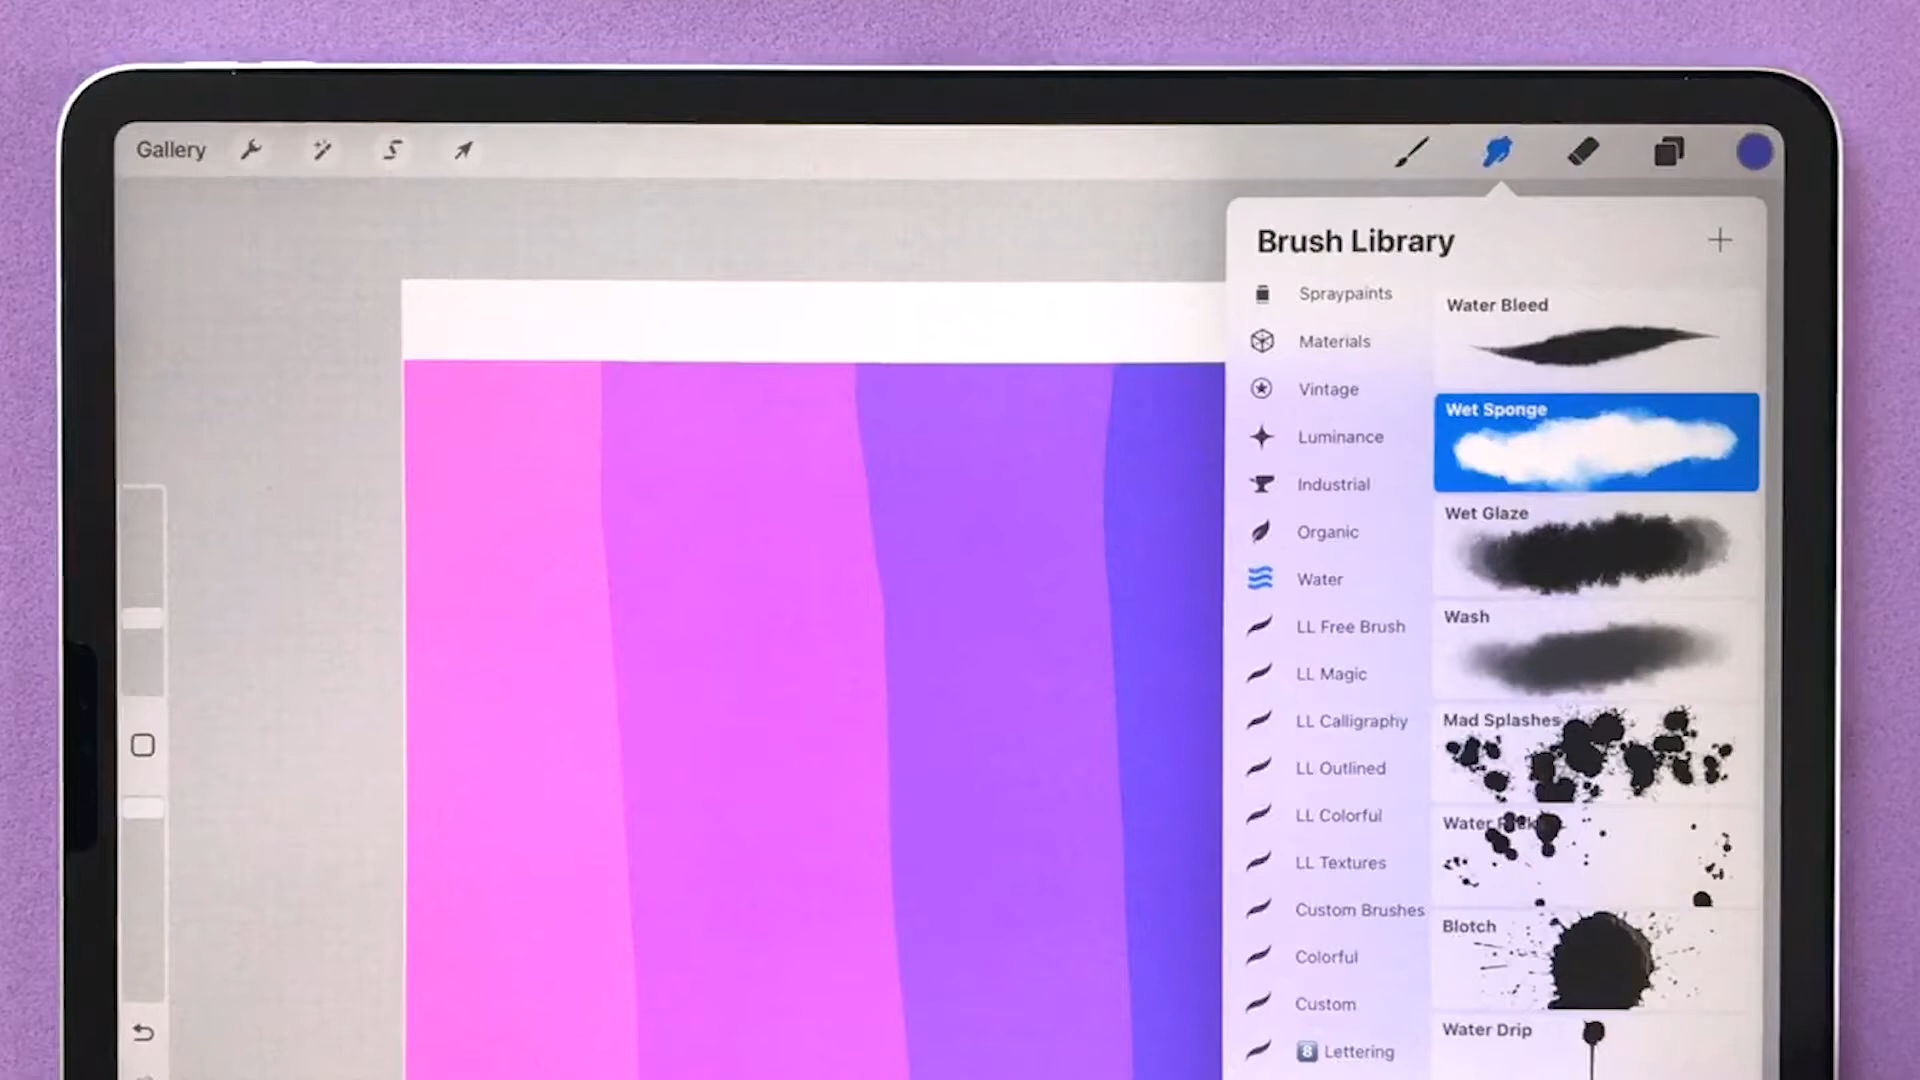 Gallery
Brush Library
Spraypaints
Materials
Vintage
Luminance
Industrial
Organic
Water
LL Free Brush
LL Magic
LL Calligraphy
LL Outlined
LL Colorful
LL Textures
Custom Brushes
Colorful
Custom
8 Lettering
Water Bleed
Wet Sponge
Wet Glaze
Wash
Mad Splashes
Water
Blotch
Water Drip